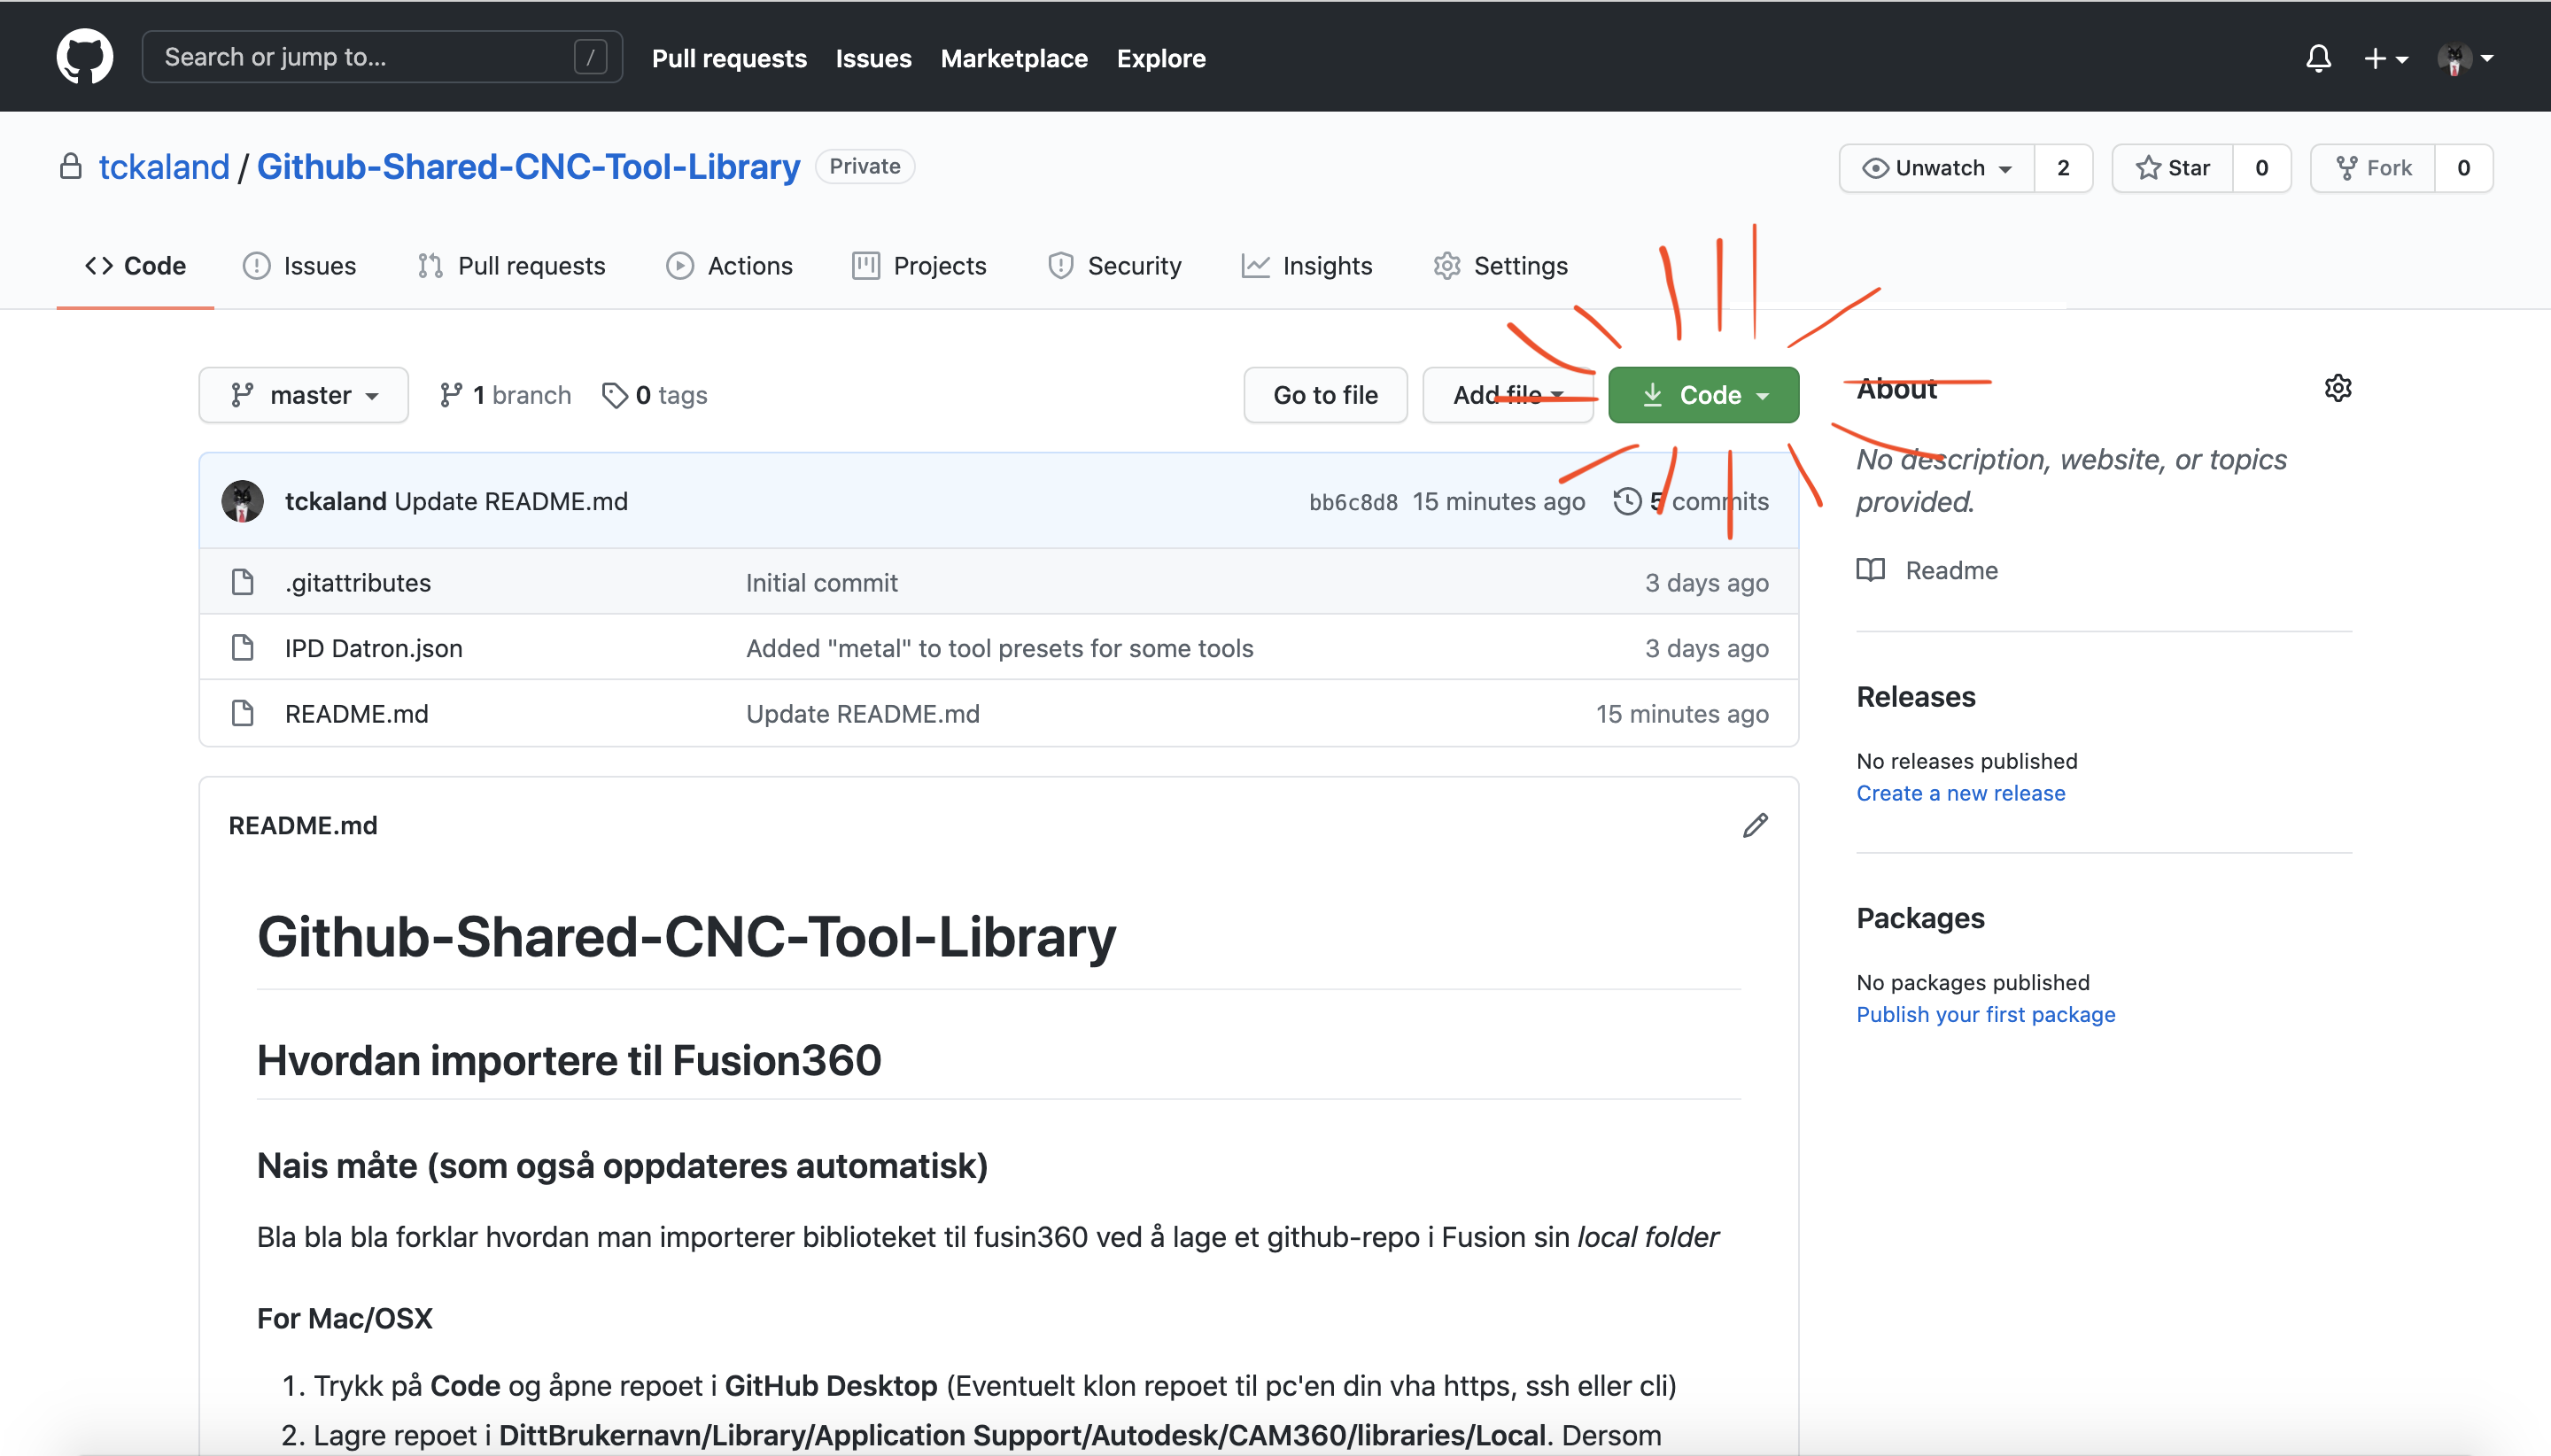 Search or jump to... /
Pull requests Issues Marketplace Explore
tckaland / Github-Shared-CNC-Tool-Library Private
Unwatch 2 Star 0 Fork 0
Code Issues Pull requests Actions Projects Security Insights Settings
master 1 branch 0 tags
Go to file Add file Code
tckaland Update README.md bb6c8d8 15 minutes ago 5 commits
.gitattributes Initial commit 3 days ago
IPD Datron.json Added "metal" to tool presets for some tools 3 days ago
README.md Update README.md 15 minutes ago
About
No description, website, or topics
provided.
Readme
Releases
No releases published
Create a new release
Packages
No packages published
Publish your first package
README.md
Github-Shared-CNC-Tool-Library
Hvordan importere til Fusion360
Nais måte (som også oppdateres automatisk)
Bla bla bla forklar hvordan man importerer biblioteket til fusin360 ved å lage et github-repo i Fusion sin local folder
For Mac/OSX
1. Trykk på Code og åpne repoet i GitHub Desktop (Eventuelt klon repoet til pc'en din vha https, ssh eller cli)
2. Lagre repoet i DittBrukernavn/Library/Application Support/Autodesk/CAM360/libraries/Local. Dersom